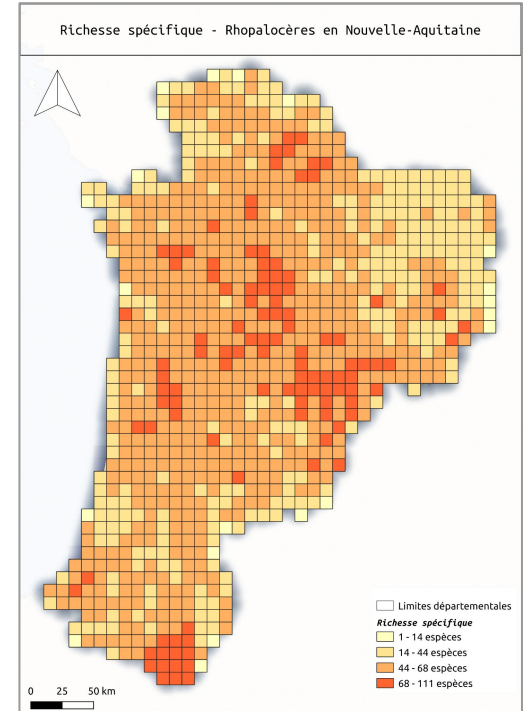 Richesse spécifique - Rhopalocères en Nouvelle-Aquitaine
Limites départementales
Richesse spécifique
1 - 14 espèces
14 - 44 espèces
44 - 68 espèces
68 - 111 espèces
0 25 50 km